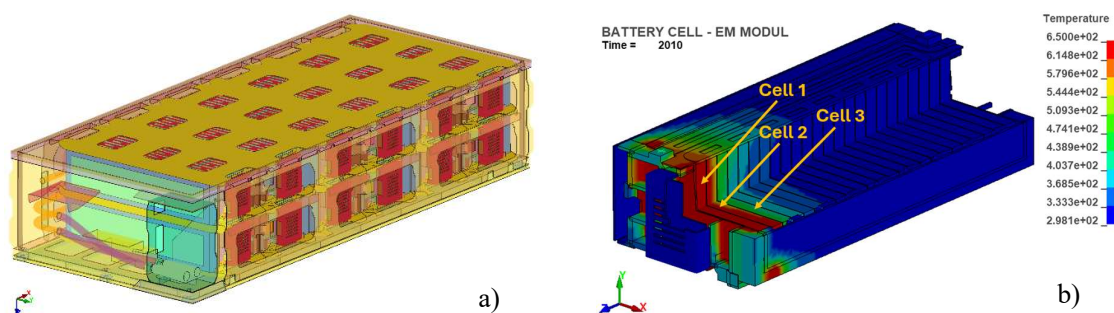 a)
BATTERY CELL - EM MODUL
Time = 2010
Cell 1
Cell 2
Cell 3
Temperature
6.500e+02
6.148e+02
5.796e+02
5.444e+02
5.093e+02
4.741e+02
4.389e+02
4.037e+02
3.685e+02
3.333e+02
2.981e+02
Y
X
Z
b)